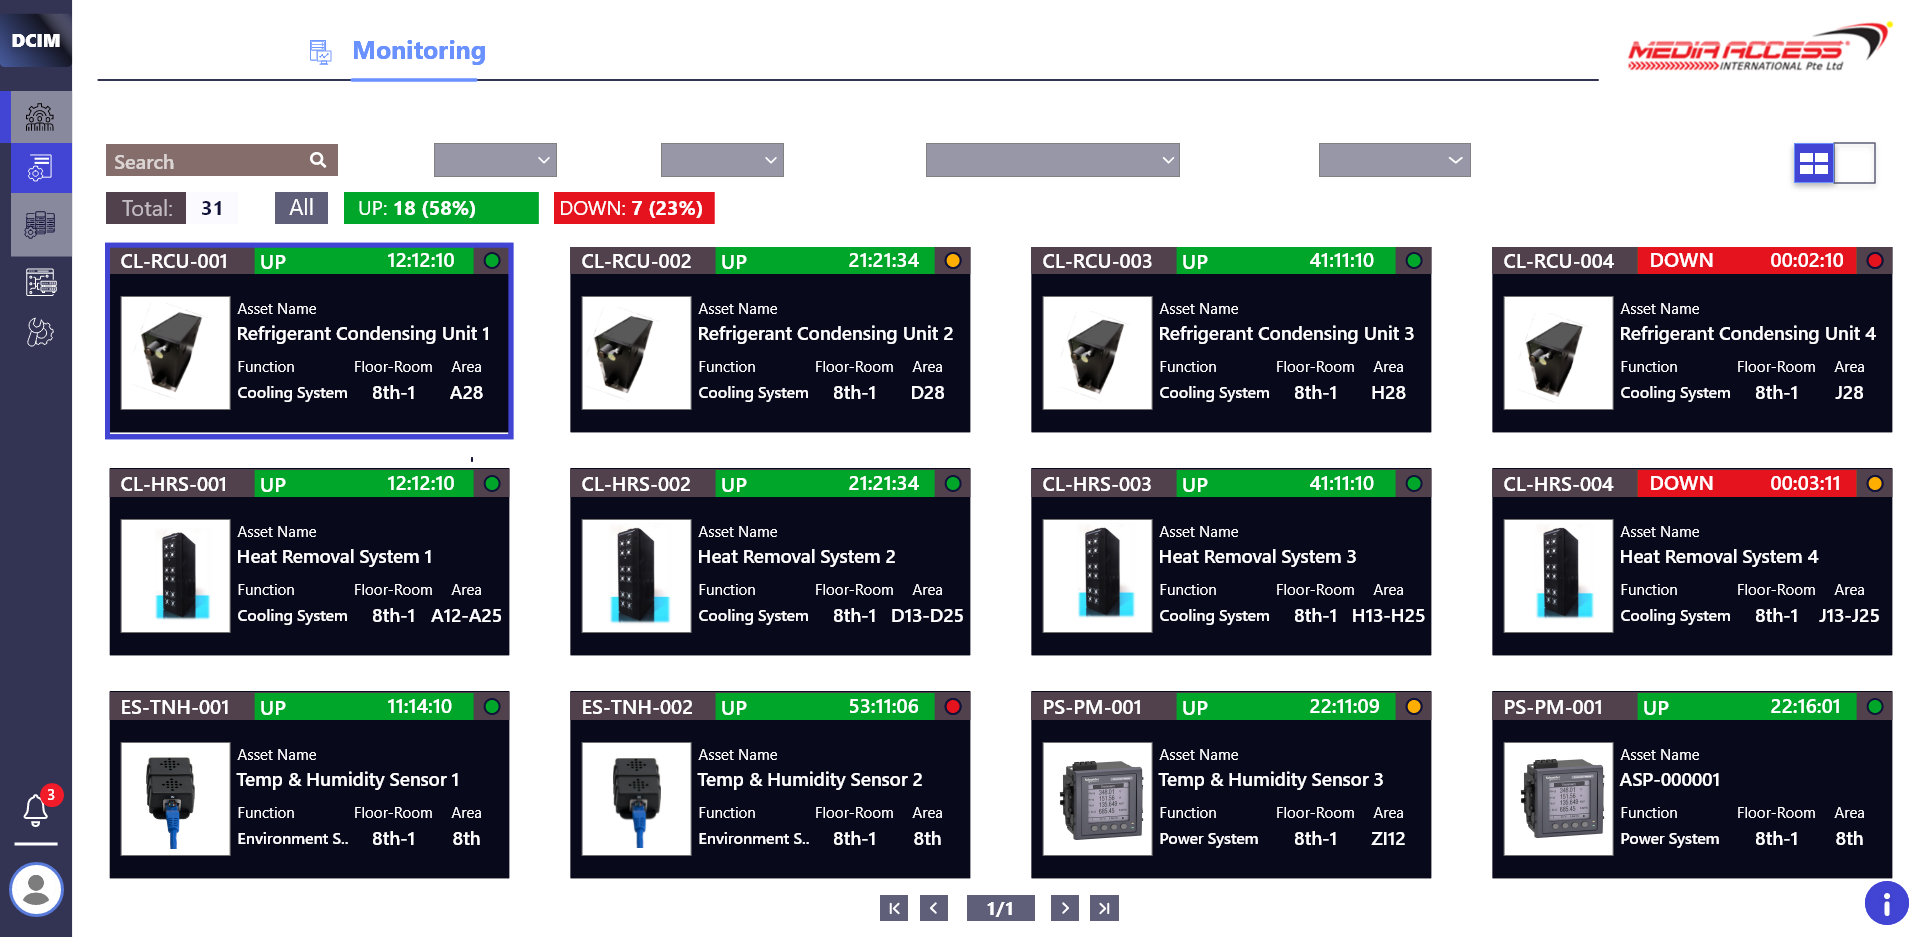 DCIM
Monitoring
MEDIA ACCESS
INTERNATIONAL Pte Ltd
Search
Total: 31 All UP: 18 (58%) DOWN: 7 (23%)
CL-RCU-001 UP 12:12:10
Asset Name
Refrigerant Condensing Unit 1
Function Floor-Room Area
Cooling System 8th-1 A28
CL-RCU-002 UP 21:21:34
Asset Name
Refrigerant Condensing Unit 2
Function Floor-Room Area
Cooling System 8th-1 D28
CL-RCU-003 UP 41:11:10
Asset Name
Refrigerant Condensing Unit 3
Function Floor-Room Area
Cooling System 8th-1 H28
CL-RCU-004 DOWN 00:02:10
Asset Name
Refrigerant Condensing Unit 4
Function Floor-Room Area
Cooling System 8th-1 J28
CL-HRS-001 UP 12:12:10
Asset Name
Heat Removal System 1
Function Floor-Room Area
Cooling System 8th-1 A12-A25
CL-HRS-002 UP 21:21:34
Asset Name
Heat Removal System 2
Function Floor-Room Area
Cooling System 8th-1 D13-D25
CL-HRS-003 UP 41:11:10
Asset Name
Heat Removal System 3
Function Floor-Room Area
Cooling System 8th-1 H13-H25
CL-HRS-004 DOWN 00:03:11
Asset Name
Heat Removal System 4
Function Floor-Room Area
Cooling System 8th-1 J13-J25
ES-TNH-001 UP 11:14:10
Asset Name
Temp & Humidity Sensor 1
Function Floor-Room Area
Environment S.. 8th-1 8th
ES-TNH-002 UP 53:11:06
Asset Name
Temp & Humidity Sensor 2
Function Floor-Room Area
Environment S.. 8th-1 8th
PS-PM-001 UP 22:11:09
Asset Name
Temp & Humidity Sensor 3
Function Floor-Room Area
Power System 8th-1 ZI12
PS-PM-001 UP 22:16:01
Asset Name
ASP-000001
Function Floor-Room Area
Power System 8th-1 8th
3
1/1